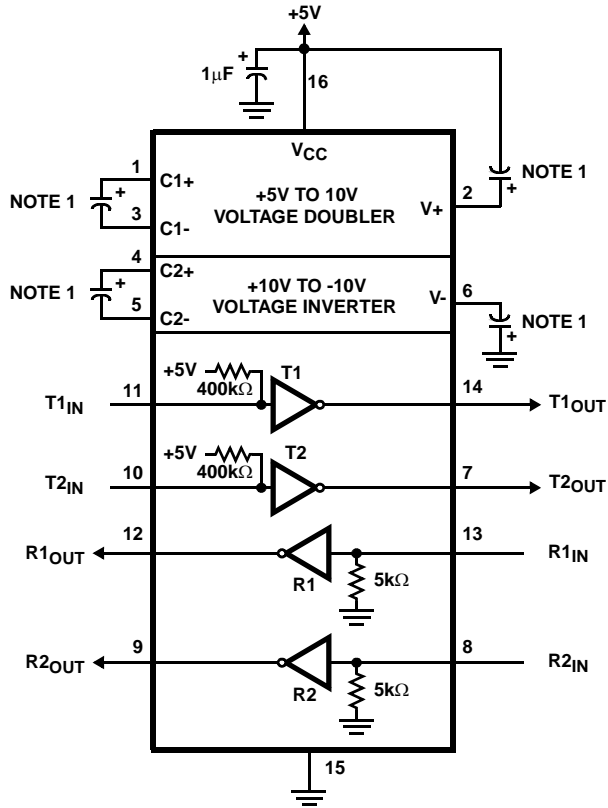 +5V
+
1μF
16
VCC
1
C1+
+5V TO 10V
VOLTAGE DOUBLER
NOTE 1
+
3
C1-
2
V+
NOTE 1
+
4
C2+
+10V TO -10V
VOLTAGE INVERTER
NOTE 1
+
5
C2-
6
V-
NOTE 1
+
+5V
400kΩ
T1
T1IN
11
14
T1OUT
+5V
400kΩ
T2
T2IN
10
7
T2OUT
R1OUT
12
R1
5kΩ
13
R1IN
R2OUT
9
R2
5kΩ
8
R2IN
15